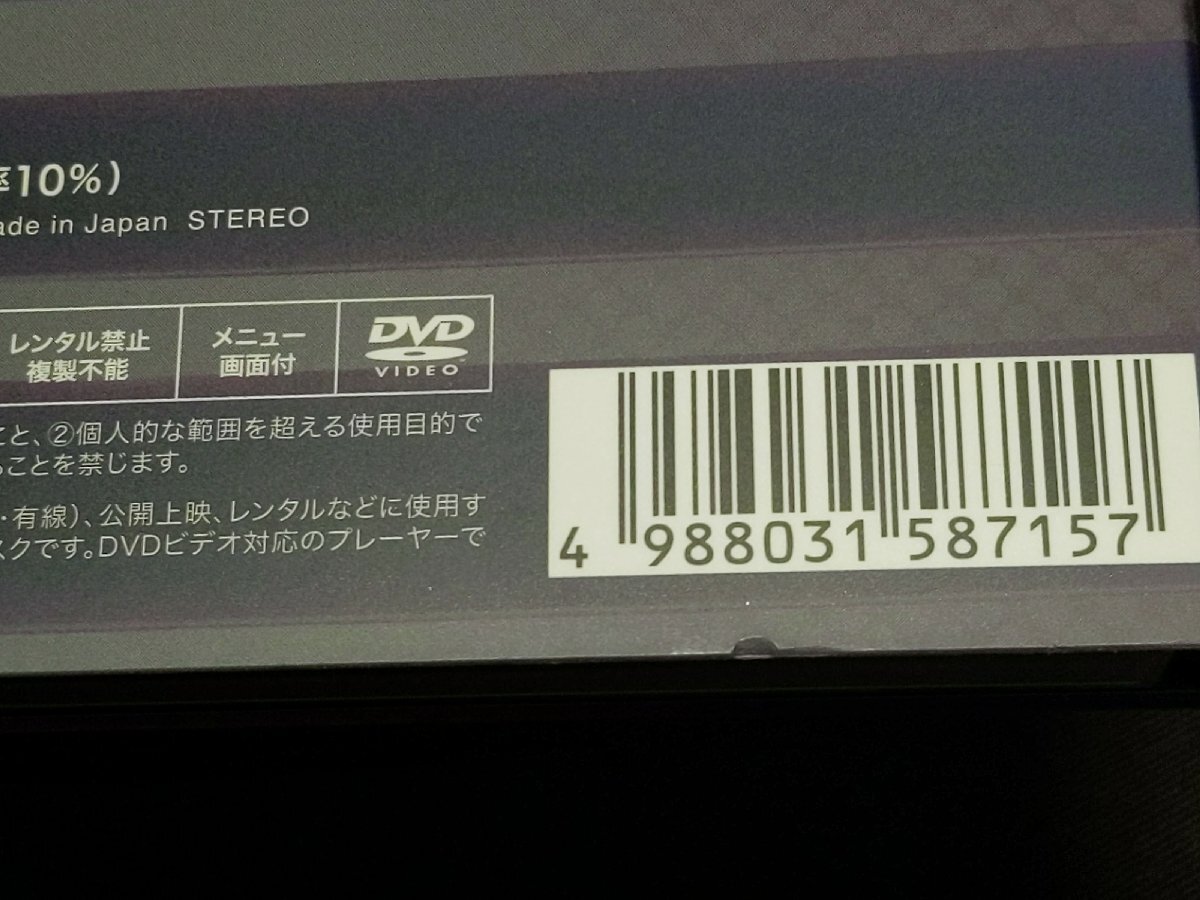 率10%)
ade in Japan STEREO
レンタル禁止
複製不能
メニュー
画面付
DVD
VIDEO
こと、②個人的な範囲を超える使用目的で
ことを禁じます。
・有線)、公開上映、レンタルなどに使用す
スクです。DVDビデオ対応のプレーヤーで
4 988031 587157